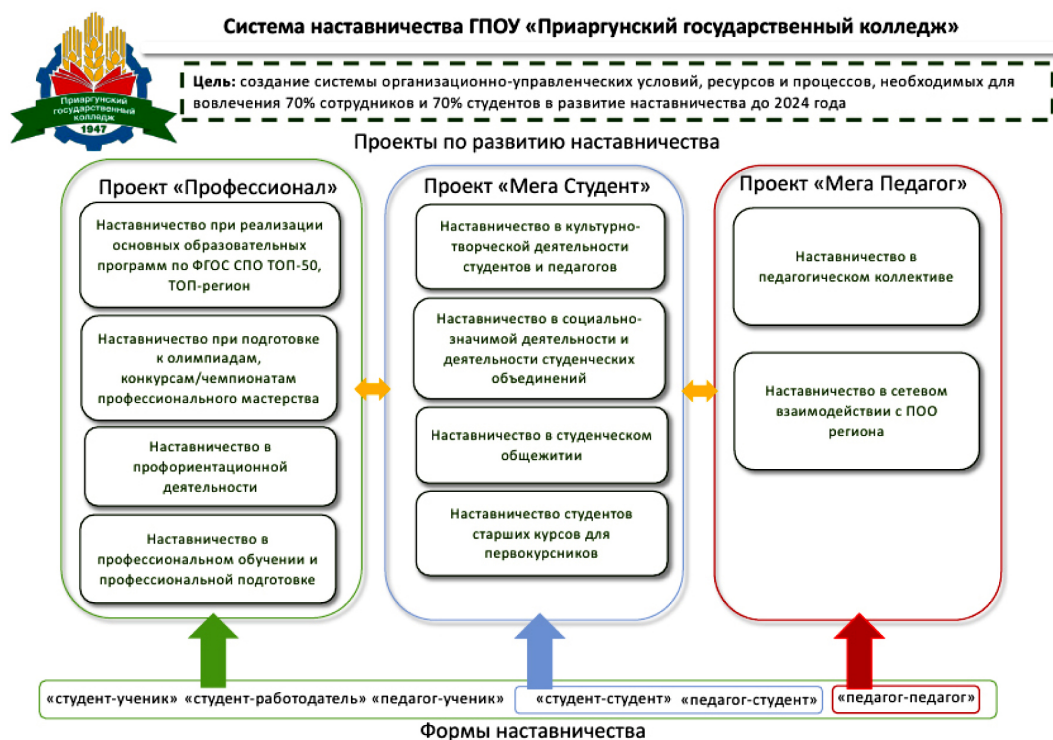 Система наставничества ГПОУ «Приаргунский государственный колледж»
Приаргунский
государственный
колледж
1947
Цель: создание системы организационно-управленческих условий, ресурсов и процессов, необходимых для
вовлечения 70% сотрудников и 70% студентов в развитие наставничества до 2024 года
Проекты по развитию наставничества
Проект «Профессионал»
Наставничество при реализации
основных образовательных
программ по ФГОС СПО ТОП-50,
ТОП-регион
Наставничество при подготовке
к олимпиадам,
конкурсам/чемпионатам
профессионального мастерства
Наставничество в
профориентационной
деятельности
Наставничество в
профессиональном обучении и
профессиональной подготовке
Проект «Мега Студент»
Наставничество в культурно-
творческой деятельности
студентов и педагогов
Наставничество в социально-
значимой деятельности и
деятельности студенческих
объединений
Наставничество в студенческом
общежитии
Наставничество студентов
старших курсов для
первокурсников
Проект «Мега Педагог»
Наставничество в
педагогическом коллективе
Наставничество в сетевом
взаимодействии с ПОО
региона
«студент-ученик» «студент-работодатель» «педагог-ученик» «студент-студент» «педагог-студент» «педагог-педагог»
Формы наставничества